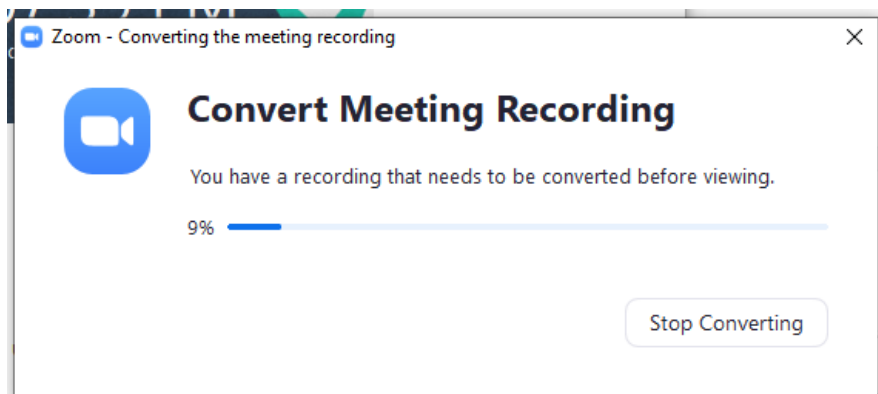 Zoom - Converting the meeting recording
Convert Meeting Recording
You have a recording that needs to be converted before viewing.
9%
Stop Converting